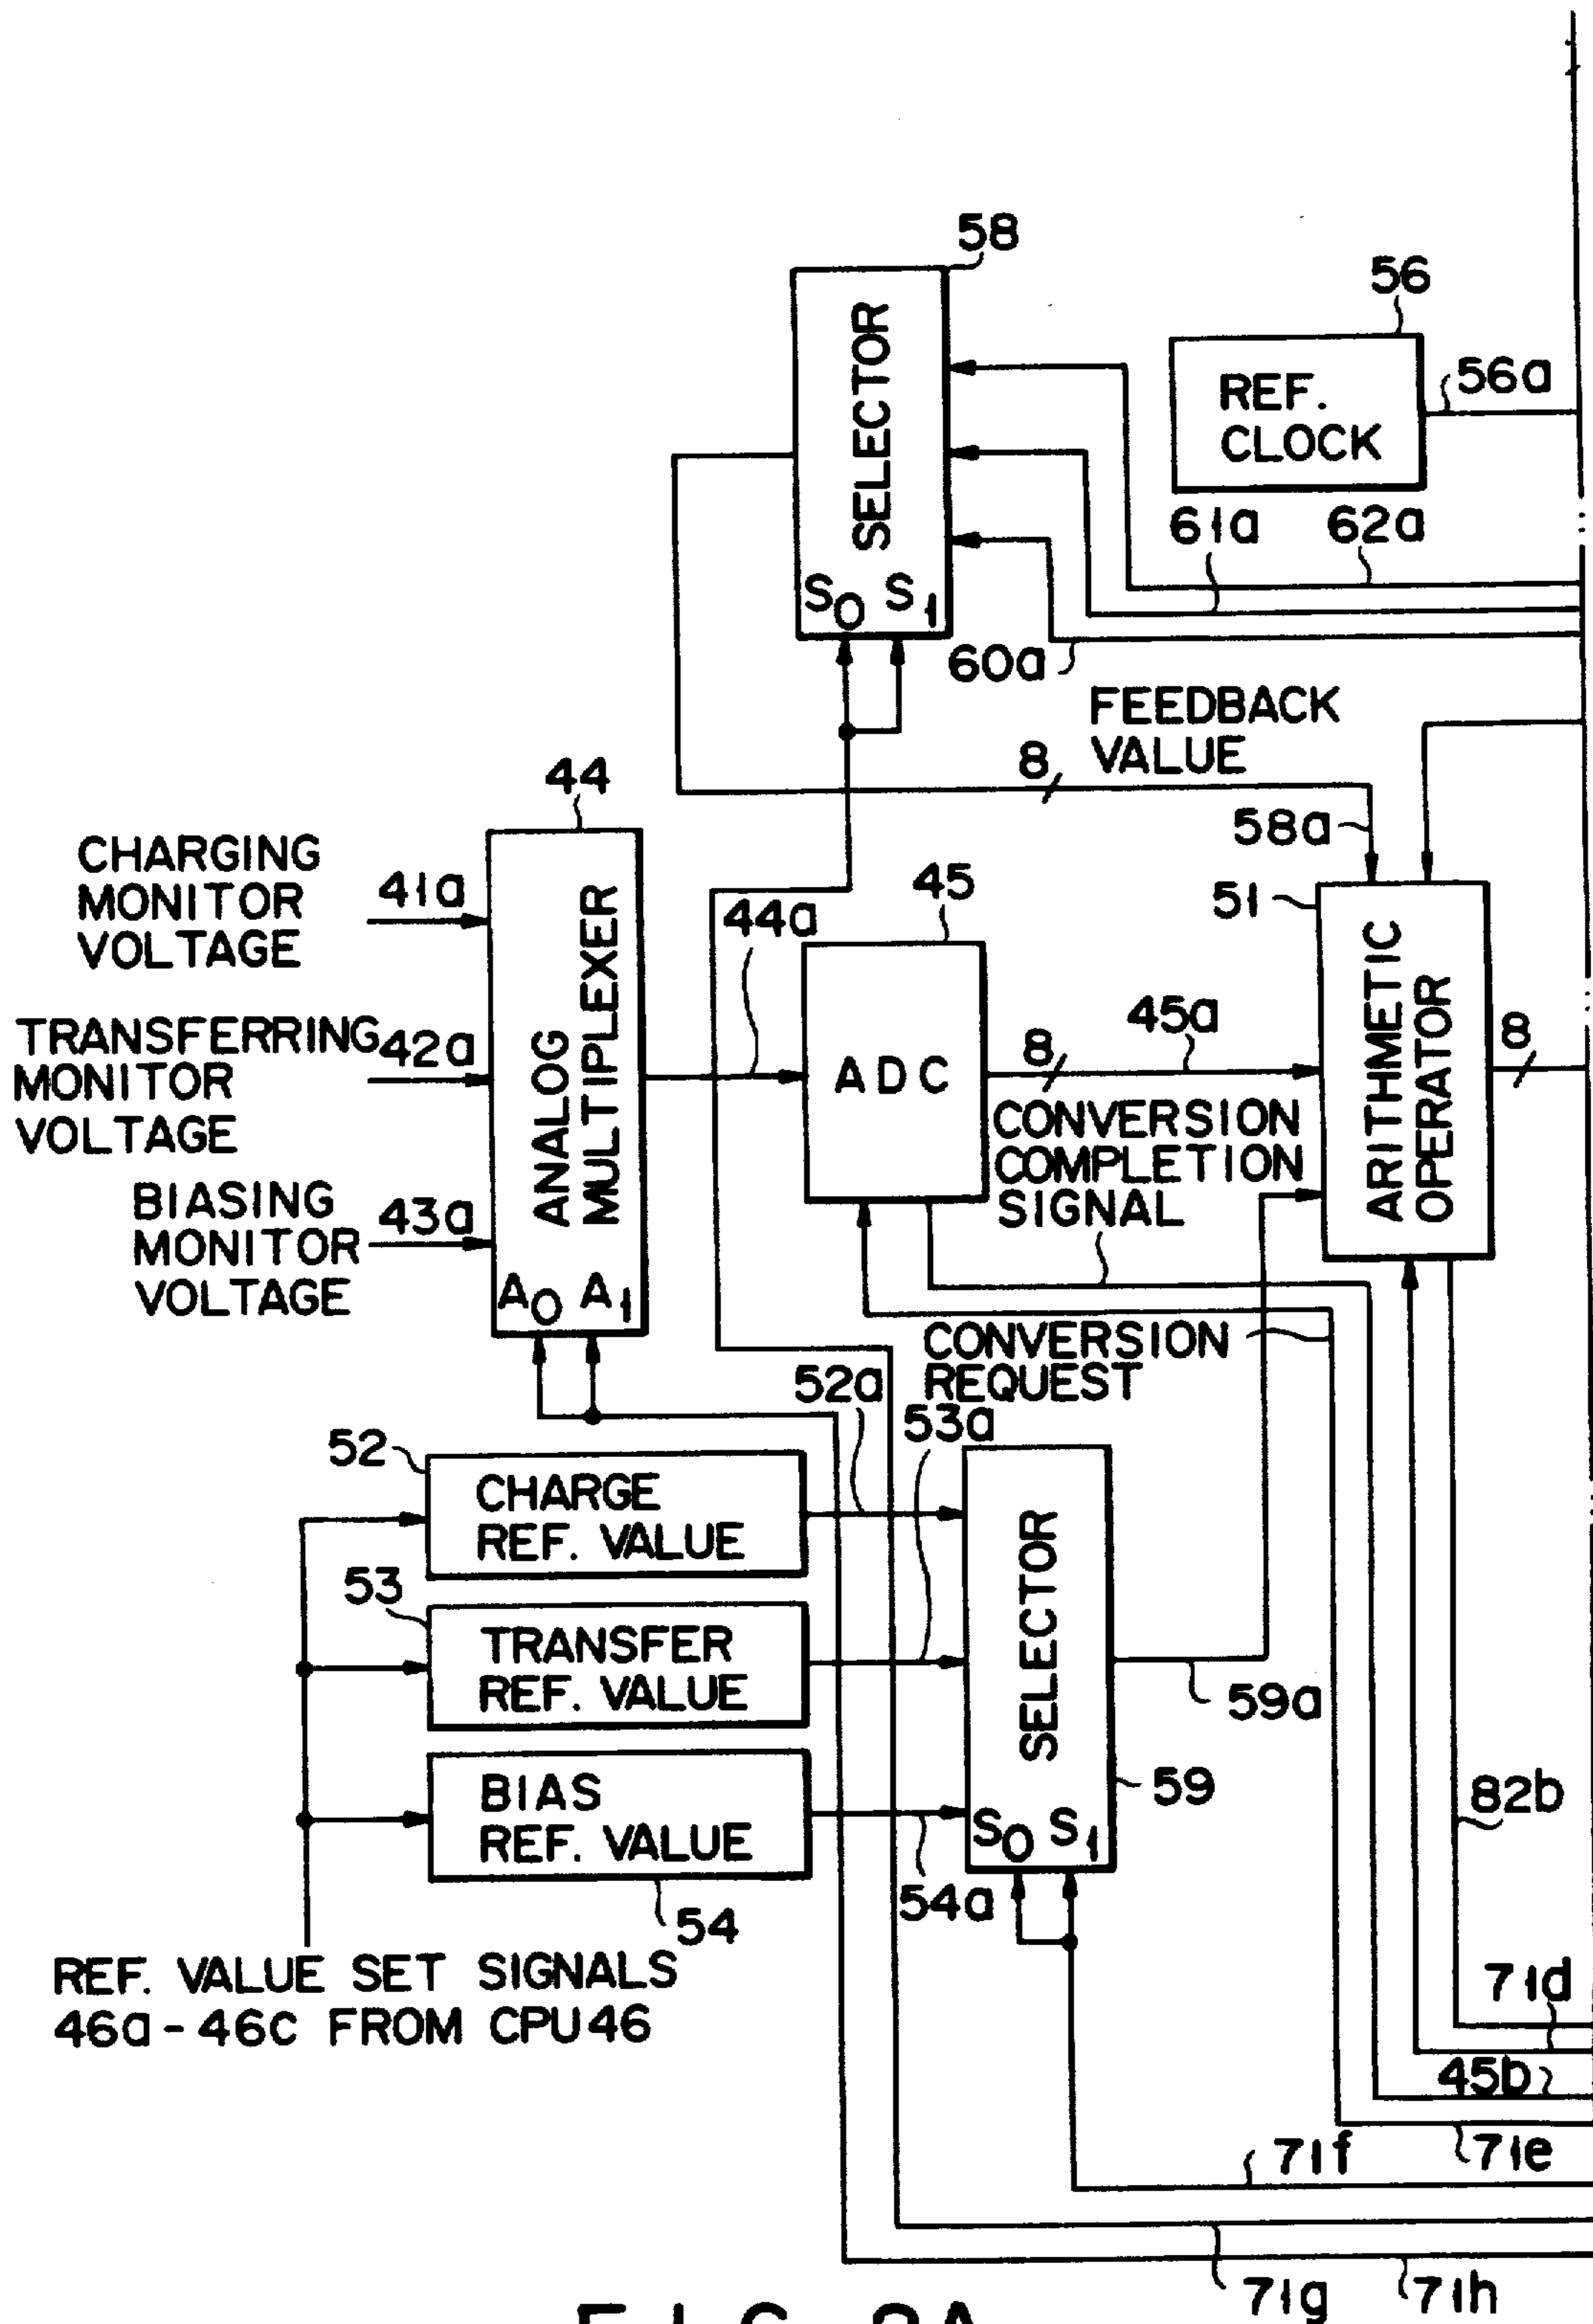 58
56
SELECTOR
S0 S1
REF.
CLOCK
56a
61a
62a
60a
FEEDBACK
VALUE
8
58a
44
CHARGING
MONITOR
VOLTAGE
41a
TRANSFERRING
MONITOR
VOLTAGE
42a
BIASING
MONITOR
VOLTAGE
43a
ANALOG
MULTIPLEXER
A0 A1
44a
45
ADC
8
45a
51
ARITHMETIC
OPERATOR
8
CONVERSION
COMPLETION
SIGNAL
CONVERSION
REQUEST
52a
53a
52
CHARGE
REF. VALUE
53
TRANSFER
REF. VALUE
BIAS
REF. VALUE
54
54a
SELECTOR
S0 S1
59
59a
82b
REF. VALUE SET SIGNALS
46a-46c FROM CPU46
71d
45b
71e
71f
71g
71h